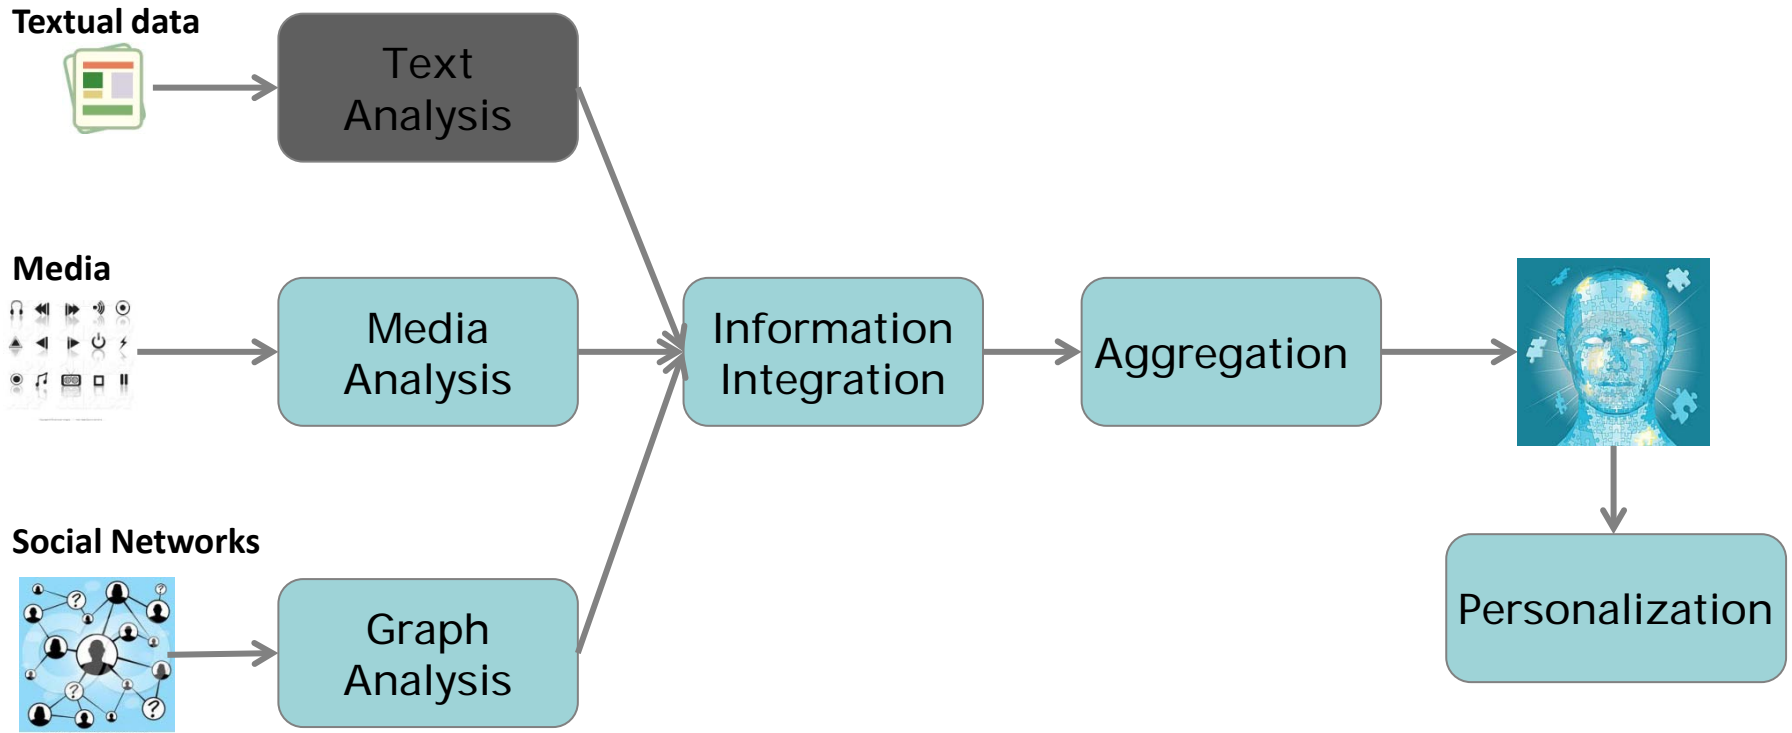 Textual data
Text
Analysis
Media
Media
Analysis
Information
Integration
Aggregation
Social Networks
Graph
Analysis
Personalization
?
?
?
?